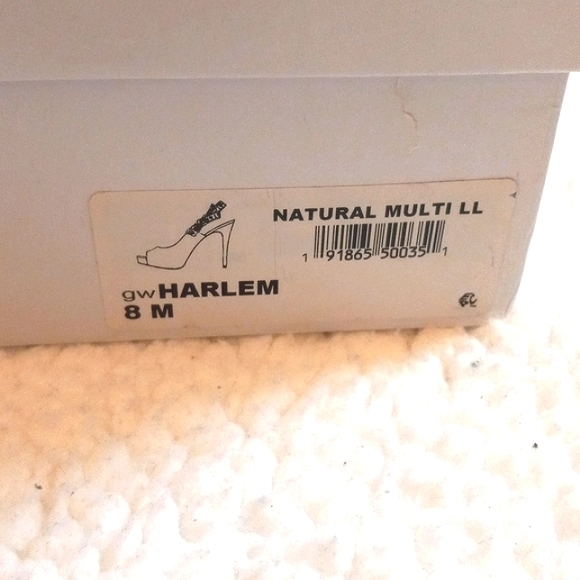 NATURAL MULTI LL
1 91865 50035 1
gwHARLEM
8 M